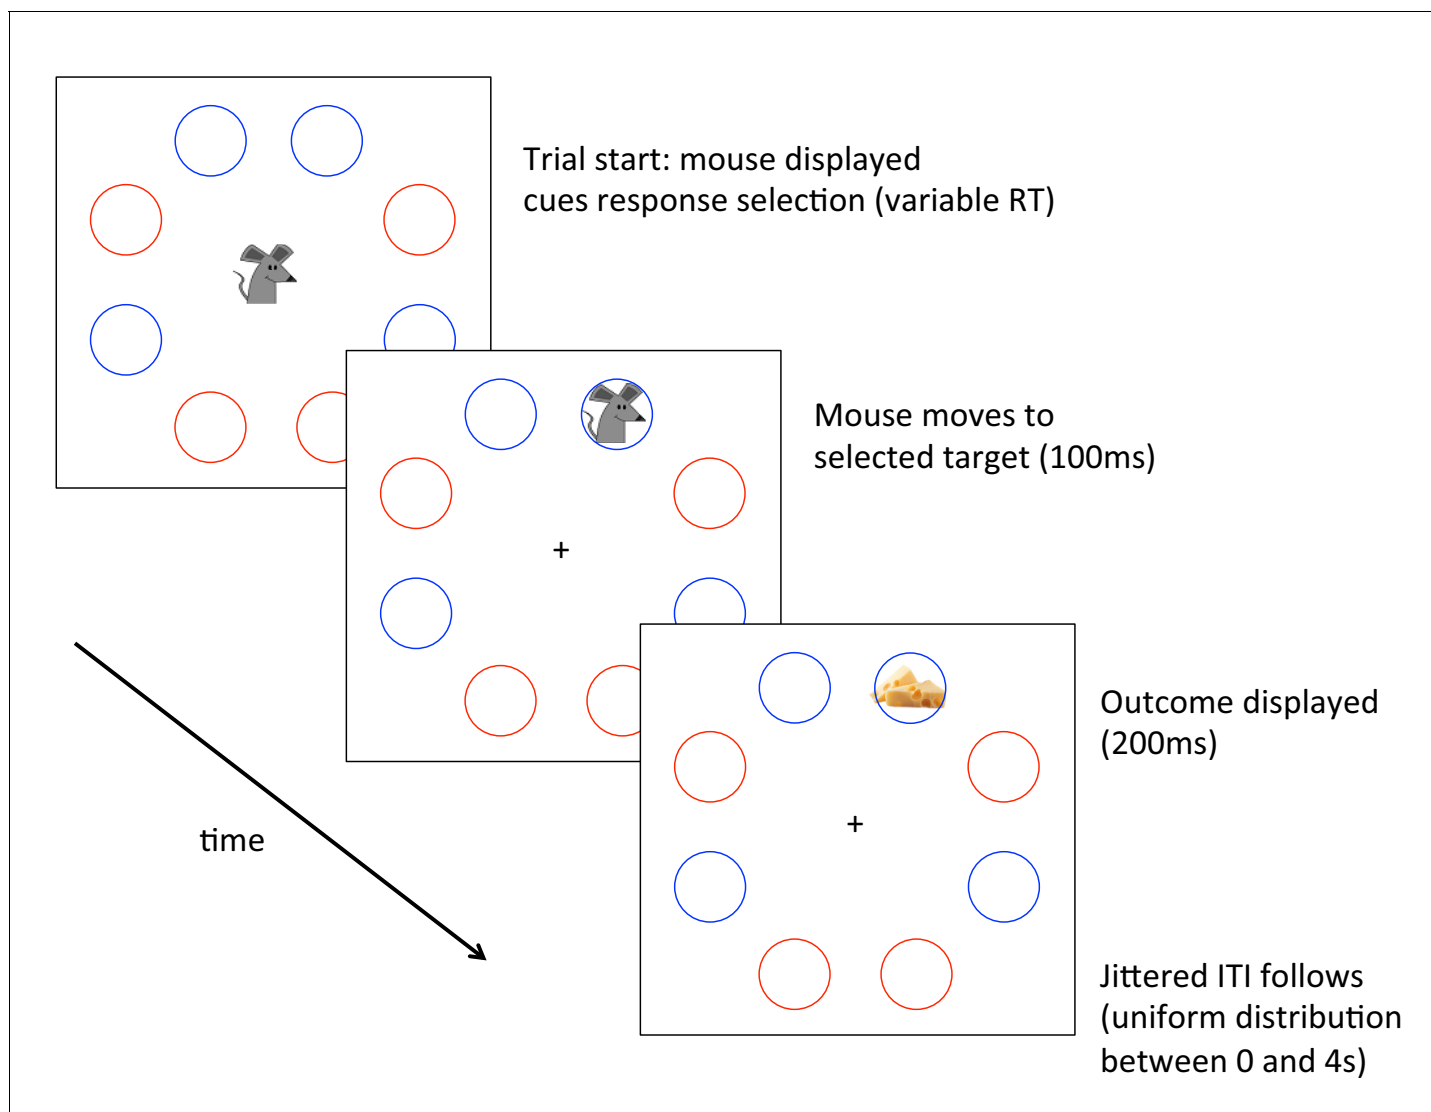 Trial start: mouse displayed
cues response selection (variable RT)
Mouse moves to
selected target (100ms)
+
Outcome displayed
(200ms)
+
time
Jittered ITI follows
(uniform distribution
between 0 and 4s)